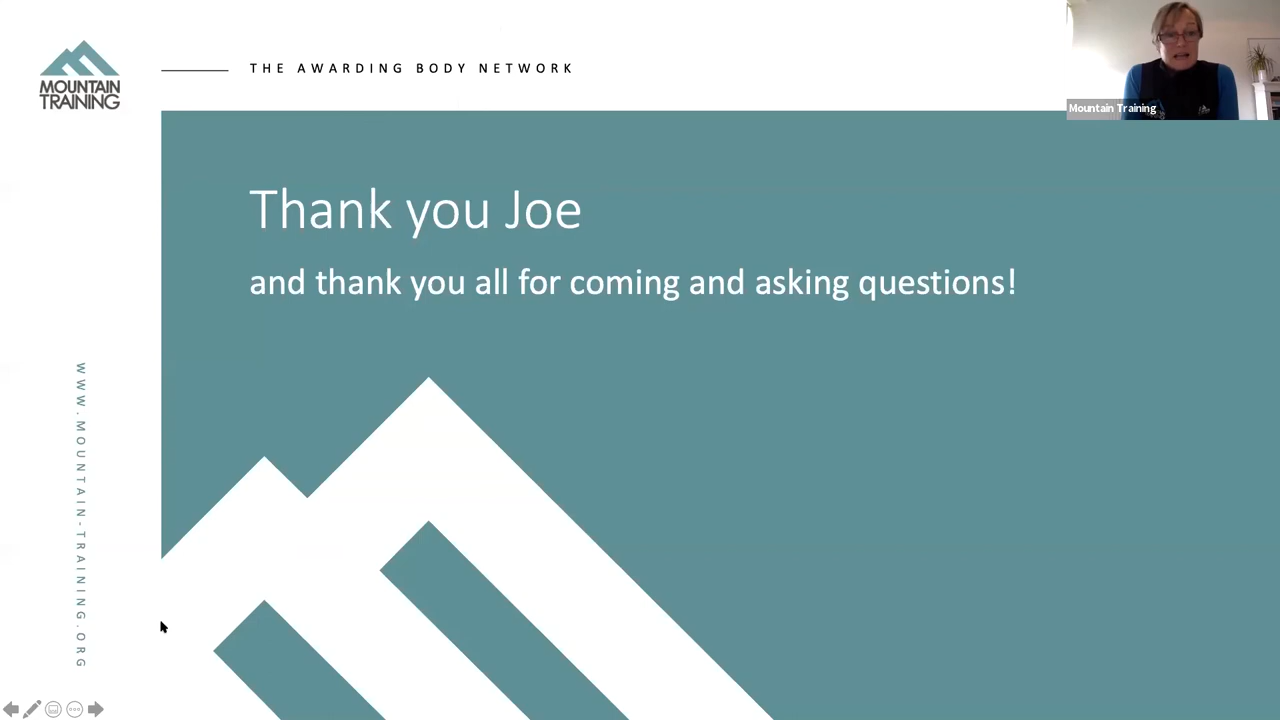 MOUNTAIN
TRAINING
THE AWARDING BODY NETWORK
Mountain Training
Thank you Joe
and thank you all for coming and asking questions!
WWW.MOUNTAIN-TRAINING.ORG